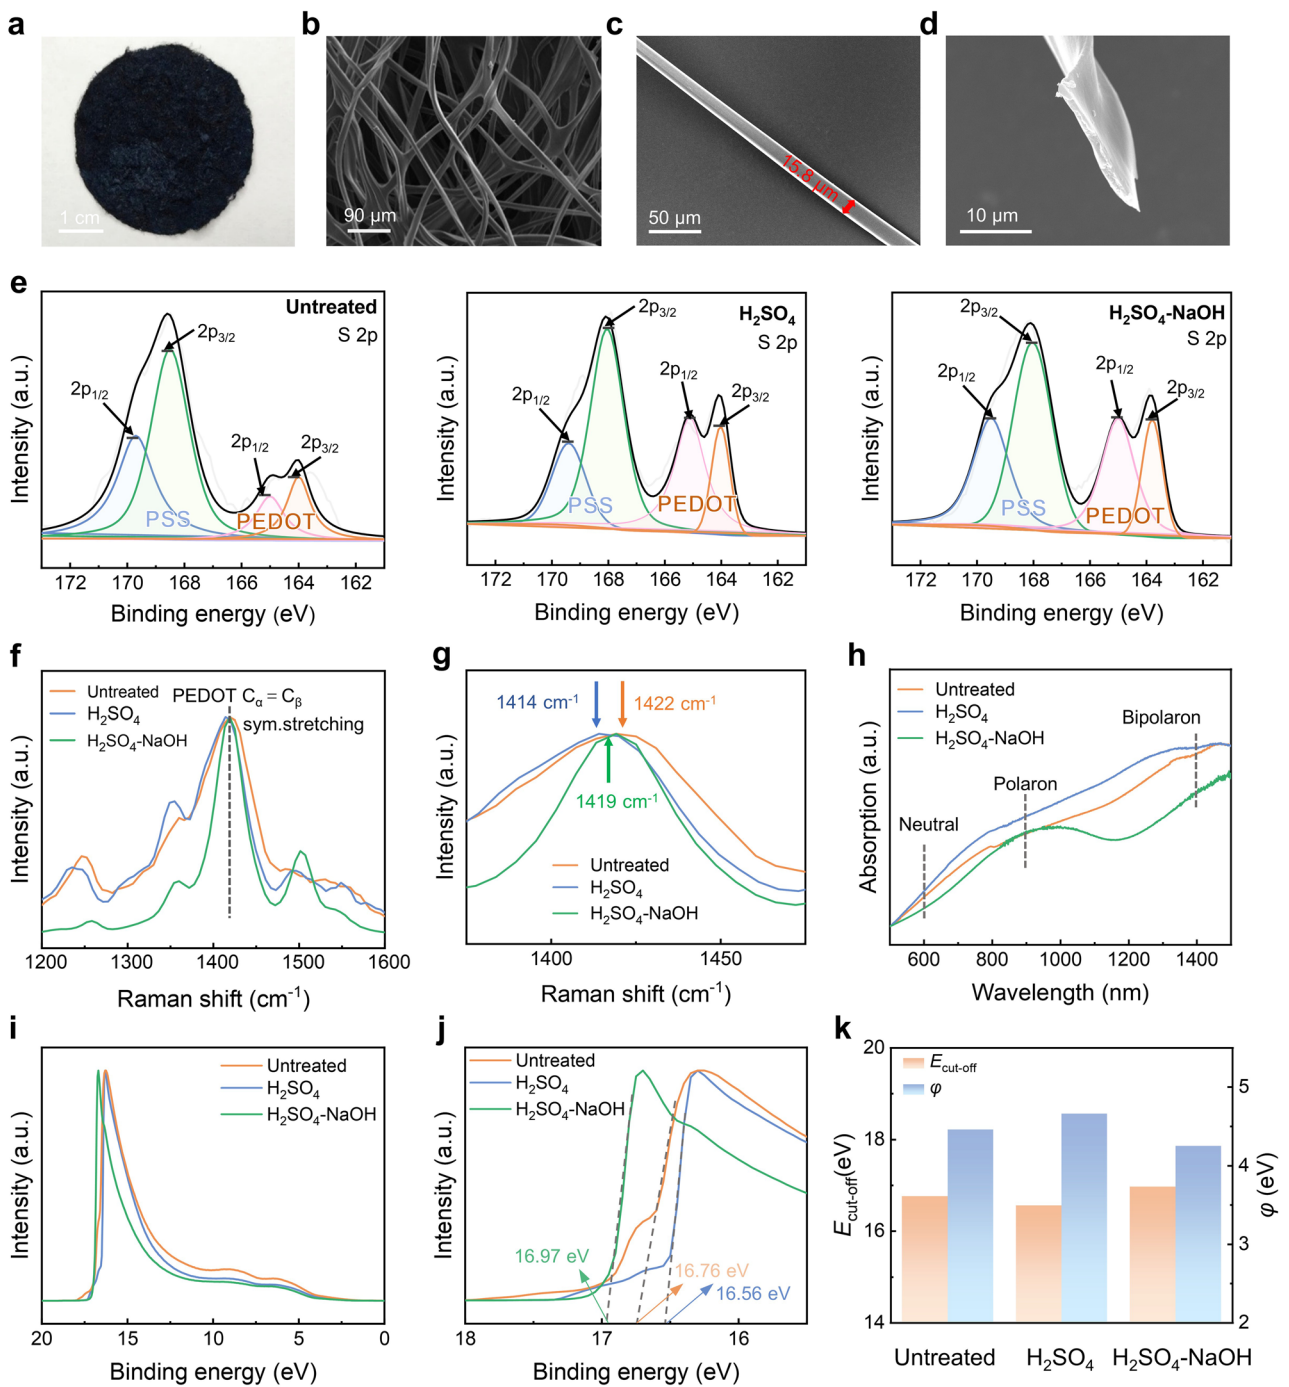 a
b
c
d
1 cm
90 μm
15.8 μm
50 μm
10 μm
e
Untreated
S 2p
2p1/2
2p3/2
2p1/2
2p3/2
PSS
PEDOT
Intensity (a.u.)
172 170 168 166 164 162
Binding energy (eV)
H2SO4
S 2p
2p1/2
2p3/2
2p1/2
2p3/2
PSS
PEDOT
Intensity (a.u.)
172 170 168 166 164 162
Binding energy (eV)
H2SO4-NaOH
S 2p
2p1/2
2p3/2
2p1/2
2p3/2
PSS
PEDOT
Intensity (a.u.)
172 170 168 166 164 162
Binding energy (eV)
f
Untreated
H2SO4
H2SO4-NaOH
PEDOT Cα = Cβ
sym.stretching
Intensity (a.u.)
1200 1300 1400 1500 1600
Raman shift (cm-1)
g
1414 cm-1
1422 cm-1
1419 cm-1
Untreated
H2SO4
H2SO4-NaOH
Intensity (a.u.)
1400 1450
Raman shift (cm-1)
h
Untreated
H2SO4
H2SO4-NaOH
Neutral
Polaron
Bipolaron
Absorption (a.u.)
600 800 1000 1200 1400
Wavelength (nm)
i
Untreated
H2SO4
H2SO4-NaOH
Intensity (a.u.)
20 15 10 5 0
Binding energy (eV)
j
Untreated
H2SO4
H2SO4-NaOH
16.97 eV
16.76 eV
16.56 eV
Intensity (a.u.)
18 17 16
Binding energy (eV)
k
Ecut-off
φ
Ecut-off(eV)
20
18
16
14
5
4
3
2
φ (eV)
Untreated H2SO4 H2SO4-NaOH